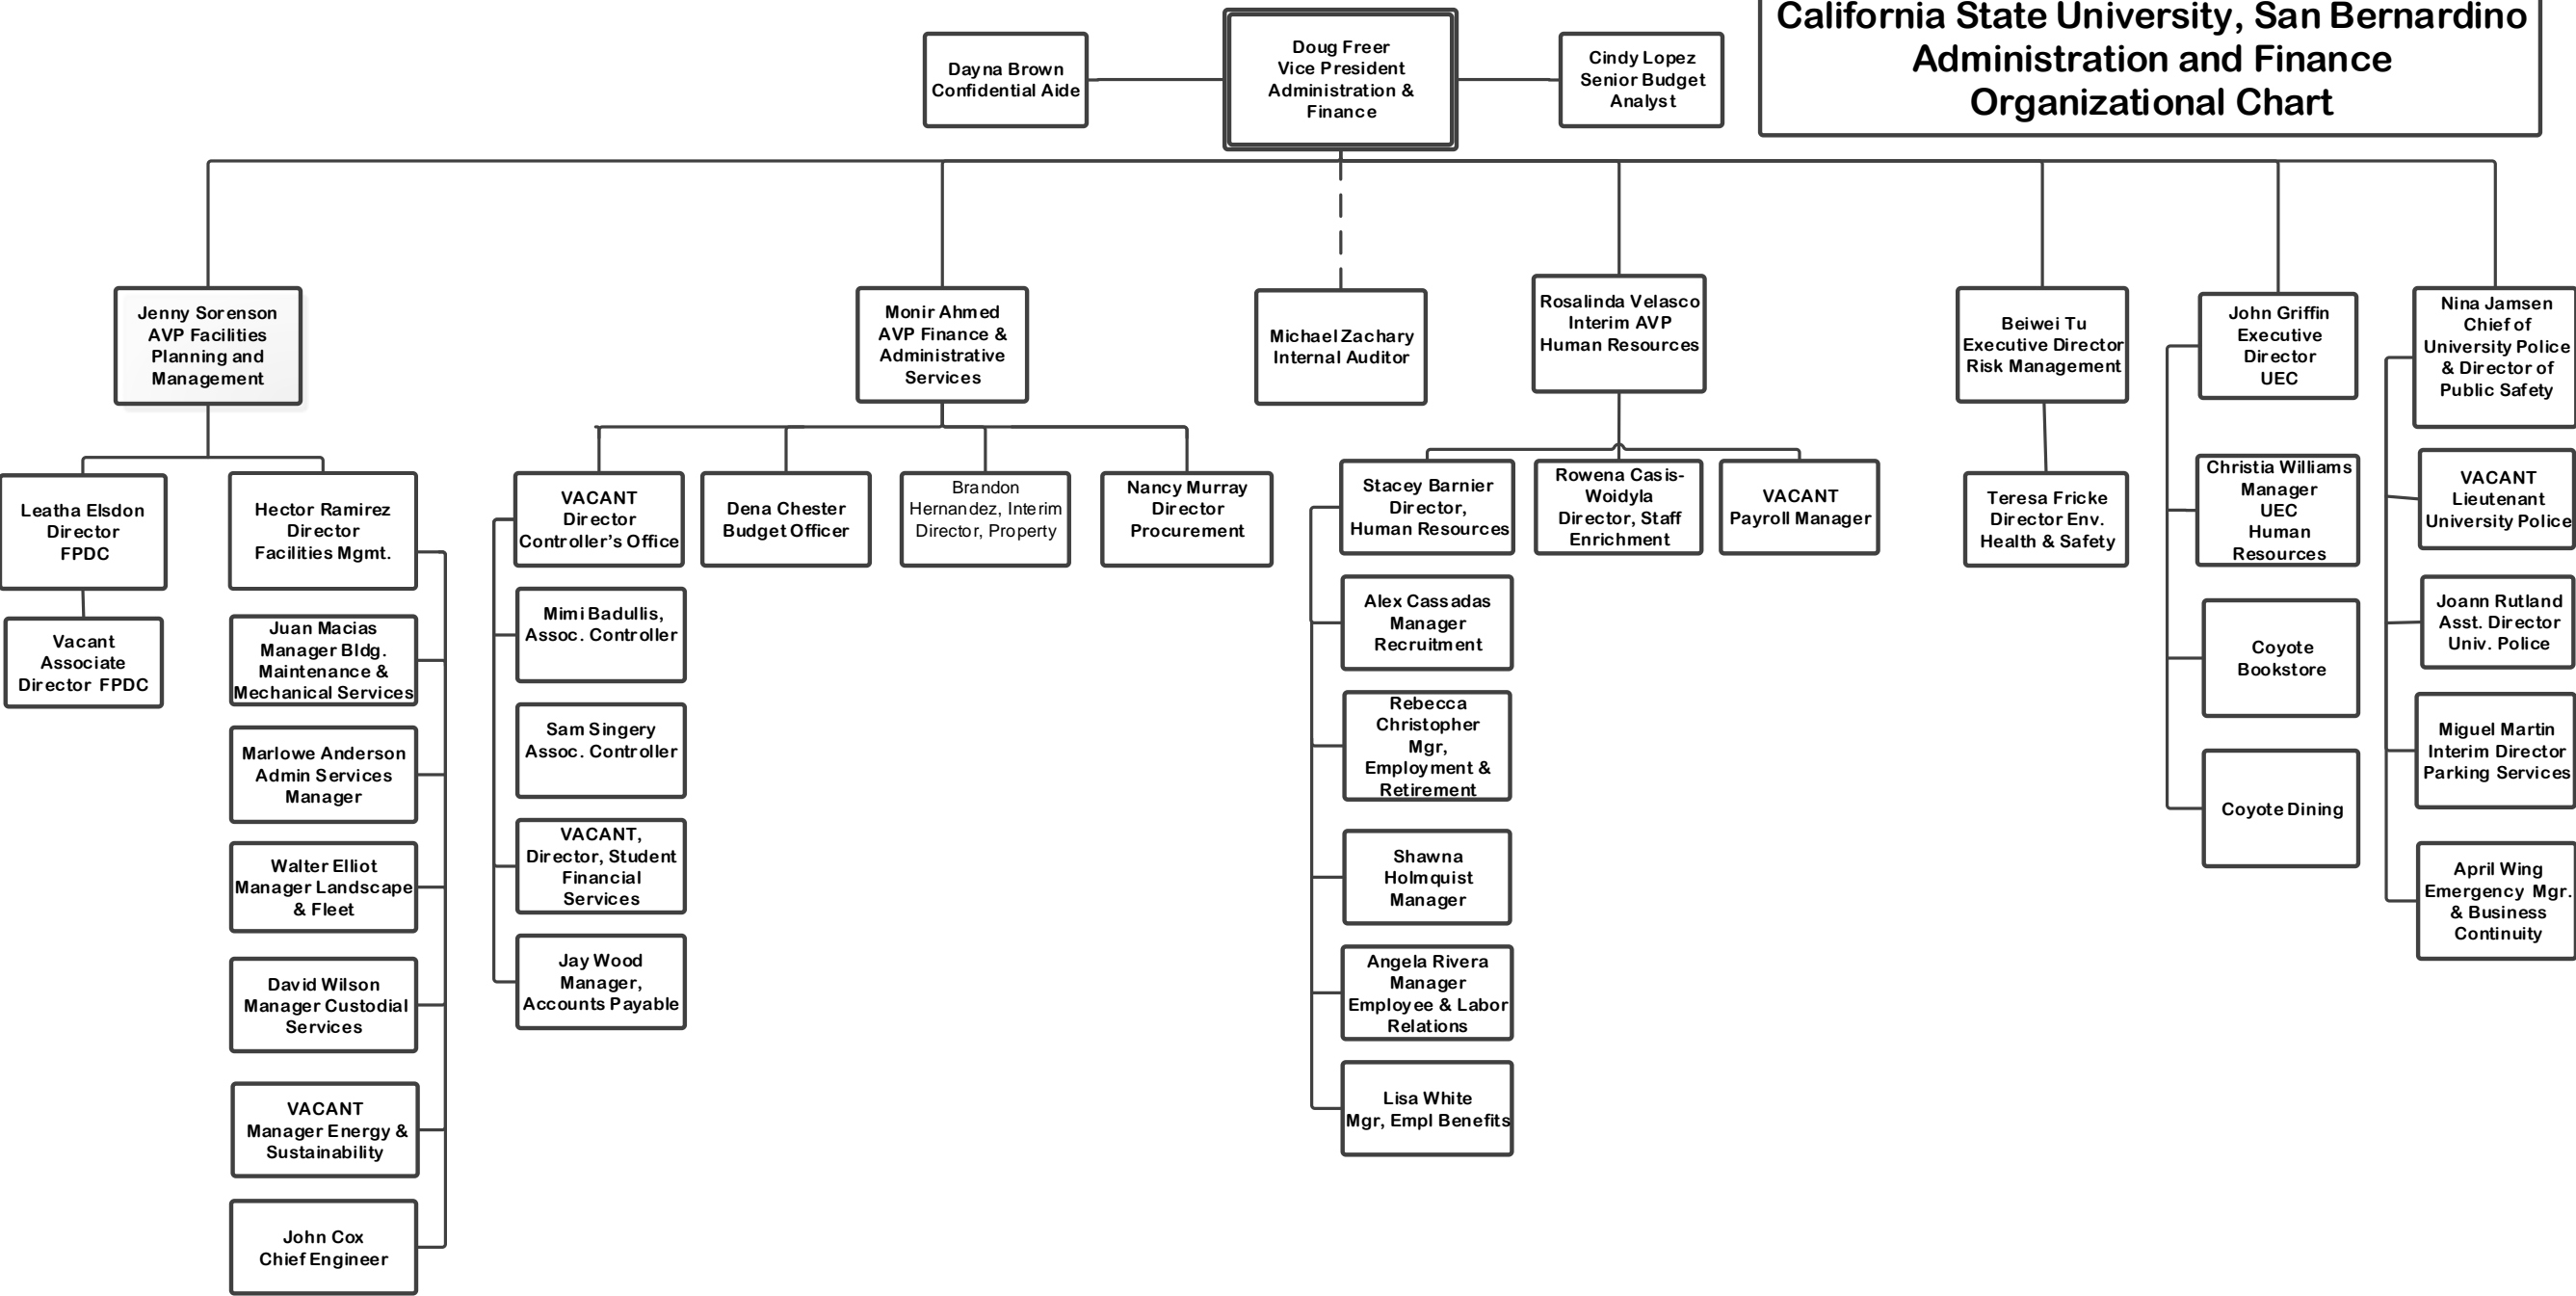 California State University, San Bernardino
Administration and Finance
Organizational Chart
Dayna Brown
Confidential Aide
Doug Freer
Vice President
Administration &
Finance
Cindy Lopez
Senior Budget
Analyst
Jenny Sorenson
AVP Facilities
Planning and
Management
Monir Ahmed
AVP Finance &
Administrative
Services
Michael Zachary
Internal Auditor
Rosalinda Velasco
Interim AVP
Human Resources
Beiwei Tu
Executive Director
Risk Management
John Griffin
Executive
Director
UEC
Nina Jamsen
Chief of
University Police
& Director of
Public Safety
Leatha Elsdon
Director
FPDC
Vacant
Associate
Director FPDC
Hector Ramirez
Director
Facilities Mgmt.
Juan Macias
Manager Bldg.
Maintenance &
Mechanical Services
Marlowe Anderson
Admin Services
Manager
Walter Elliot
Manager Landscape
& Fleet
David Wilson
Manager Custodial
Services
VACANT
Manager Energy &
Sustainability
John Cox
Chief Engineer
VACANT
Director
Controller's Office
Mimi Badullis,
Assoc. Controller
Sam Singery
Assoc. Controller
VACANT,
Director, Student
Financial
Services
Jay Wood
Manager,
Accounts Payable
Dena Chester
Budget Officer
Brandon
Hernandez, Interim
Director, Property
Nancy Murray
Director
Procurement
Stacey Barnier
Director,
Human Resources
Alex Cassadas
Manager
Recruitment
Rebecca
Christopher
Mgr,
Employment &
Retirement
Shawna
Holmquist
Manager
Angela Rivera
Manager
Employee & Labor
Relations
Lisa White
Mgr, Empl Benefits
Rowena Casis-
Woidyla
Director, Staff
Enrichment
VACANT
Payroll Manager
Teresa Fricke
Director Env.
Health & Safety
Christia Williams
Manager
UEC
Human
Resources
Coyote
Bookstore
Coyote Dining
VACANT
Lieutenant
University Police
Joann Rutland
Asst. Director
Univ. Police
Miguel Martin
Interim Director
Parking Services
April Wing
Emergency Mgr.
& Business
Continuity